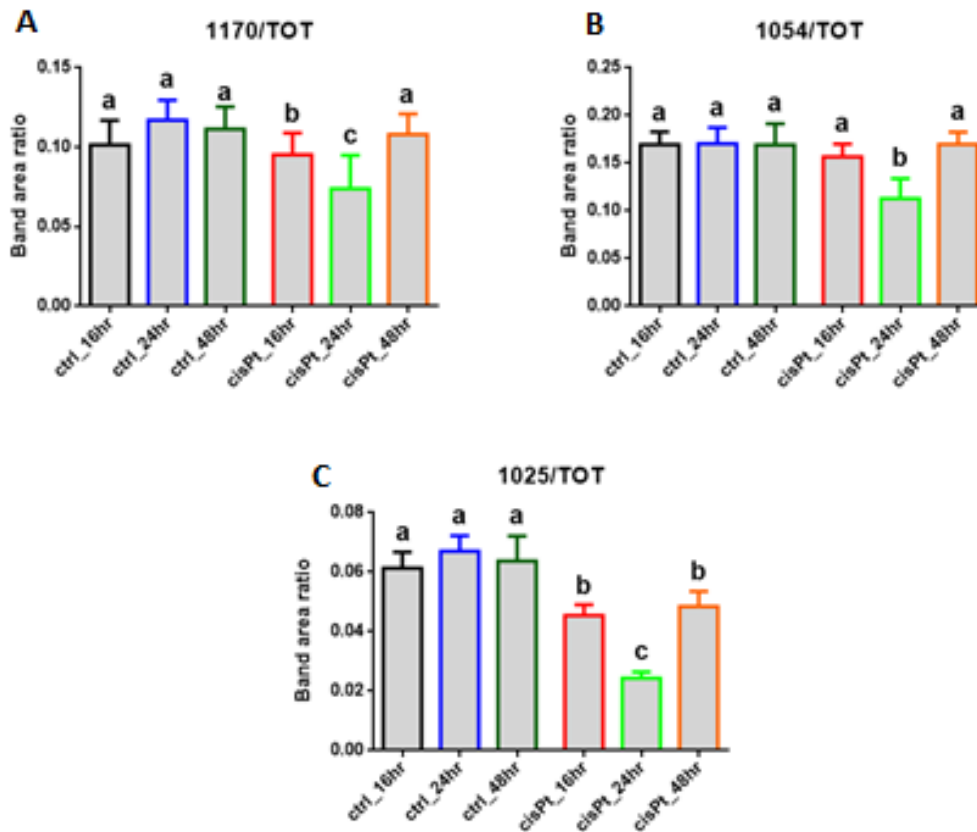 A
1170/TOT
Band area ratio
0.15
0.10
0.05
0.00
a
a
a
b
c
a
ctrl_16hr
ctrl_24hr
ctrl_48hr
cisPt_16hr
cisPt_24hr
cisPt_48hr
B
1054/TOT
Band area ratio
0.25
0.20
0.15
0.10
0.05
0.00
a
a
a
a
b
a
ctrl_16hr
ctrl_24hr
ctrl_48hr
cisPt_16hr
cisPt_24hr
cisPt_48hr
C
1025/TOT
Band area ratio
0.08
0.06
0.04
0.02
0.00
a
a
a
b
c
b
ctrl_16hr
ctrl_24hr
ctrl_48hr
cisPt_16hr
cisPt_24hr
cisPt_48hr